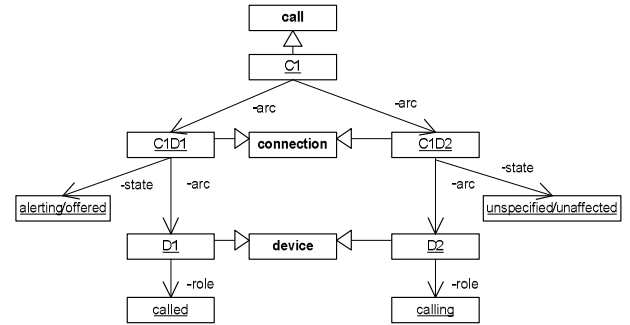 call
C1
-arc
-arc
C1D1
connection
C1D2
-state
-arc
-arc
-state
alerting/offered
unspecified/unaffected
D1
device
D2
-role
-role
called
calling